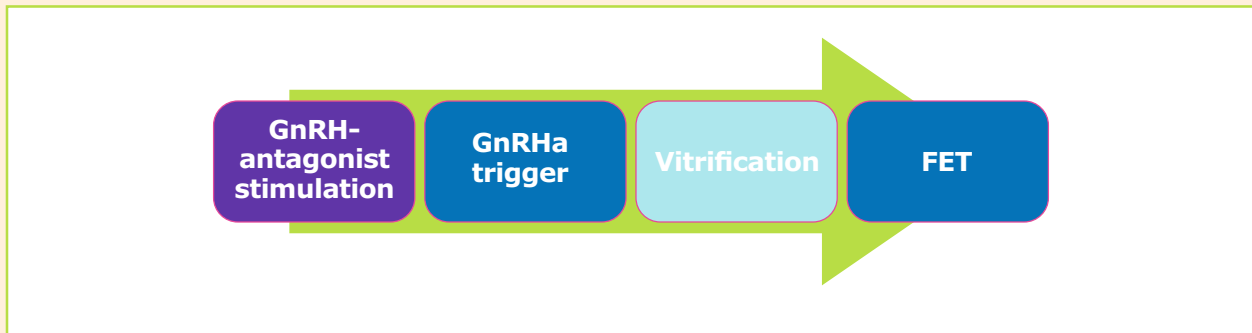 GnRH-
antagonist
stimulation
GnRHa
trigger
Vitrification
FET